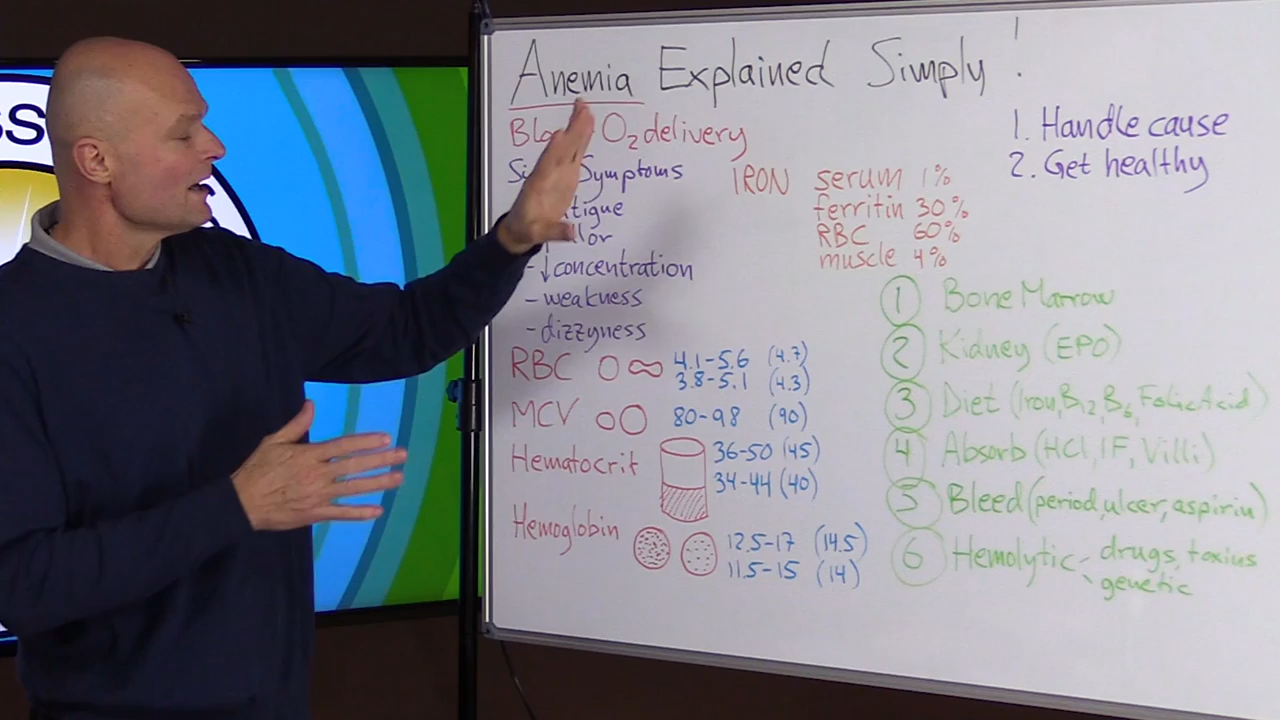 Anemia Explained Simply!
O2 delivery
Symptoms
↓concentration
-weakness
-dizzyness
IRON serum 1%
ferritin 30%
RBC 60%
muscle 4%
RBC 4.1-5.6 (4.7)
3.8-5.1 (4.3)
MCV 80-98 (90)
Hematocrit 36-50 (45)
34-44 (40)
Hemoglobin 12.5-17 (14.5)
11.5-15 (14)
1. Handle cause
2. Get healthy
1 Bone Marrow
2 Kidney (EPO)
3 Diet (Iron, B12, B6, Folic Acid)
4 Absorb (HCl, IF, Villi)
5 Bleed (period, ulcer, aspirin)
6 Hemolytic - drugs, toxins
- genetic